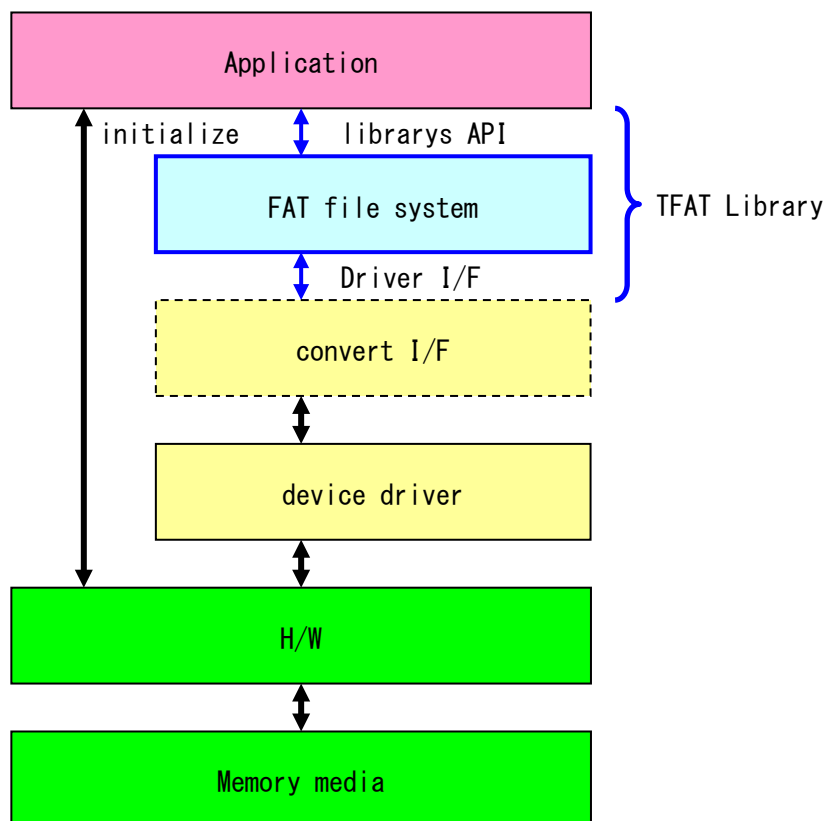 Application
initialize
librarys API
FAT file system
TFAT Library
Driver I/F
convert I/F
device driver
H/W
Memory media